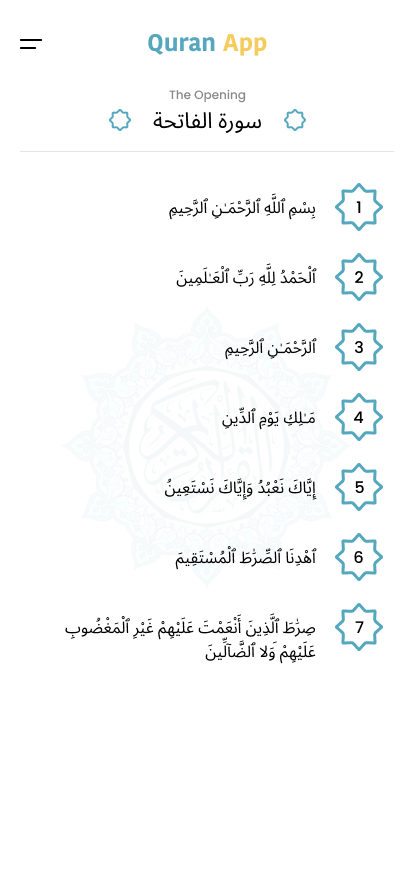 Quran App
The Opening
سورة الفاتحة
1
بِسْمِ ٱللَّهِ ٱلرَّحْمَـٰنِ ٱلرَّحِيمِ
2
ٱلْحَمْدُ لِلَّهِ رَبِّ ٱلْعَـٰلَمِينَ
3
ٱلرَّحْمَـٰنِ ٱلرَّحِيمِ
4
مَـٰلِكِ يَوْمِ ٱلدِّينِ
5
إِيَّاكَ نَعْبُدُ وَإِيَّاكَ نَسْتَعِينُ
6
ٱهْدِنَا ٱلصِّرَٰطَ ٱلْمُسْتَقِيمَ
7
صِرَٰطَ ٱلَّذِينَ أَنْعَمْتَ عَلَيْهِمْ غَيْرِ ٱلْمَغْضُوبِ
عَلَيْهِمْ وَلَا ٱلضَّآلِّينَ